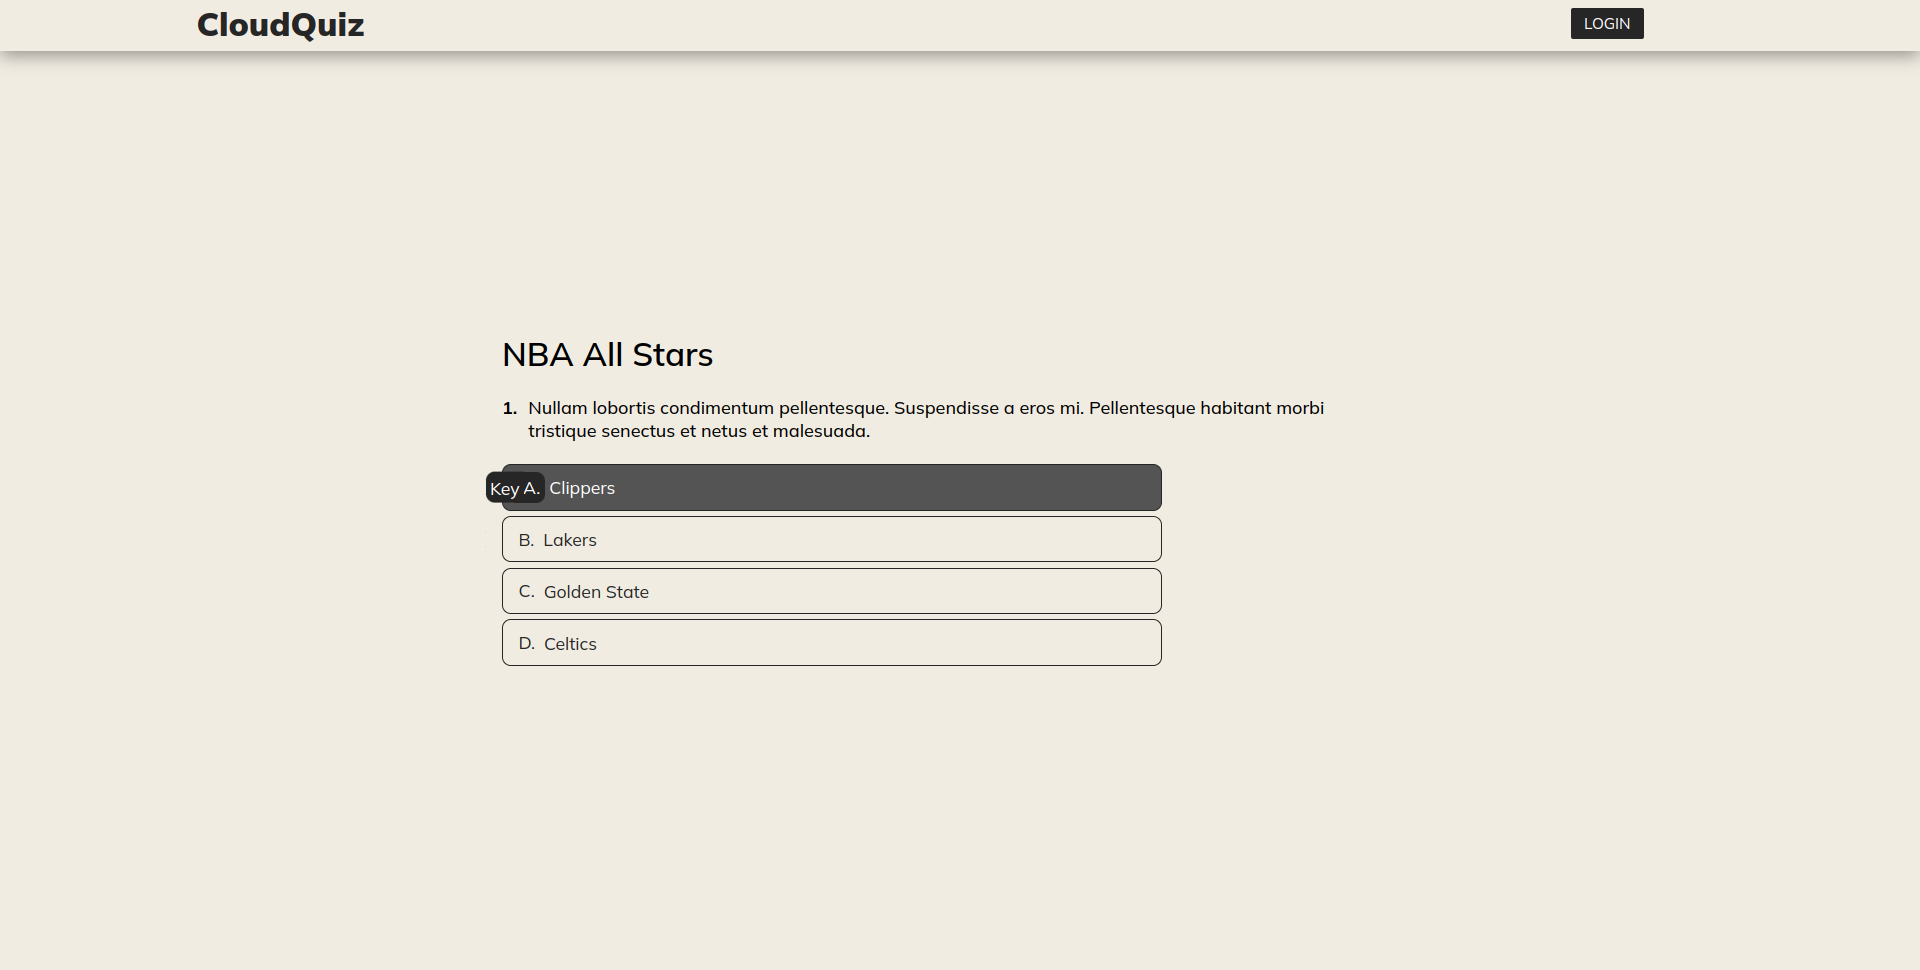 CloudQuiz
LOGIN
NBA All Stars
1. Nullam lobortis condimentum pellentesque. Suspendisse a eros mi. Pellentesque habitant morbi
tristique senectus et netus et malesuada.
Key A. Clippers
B. Lakers
C. Golden State
D. Celtics